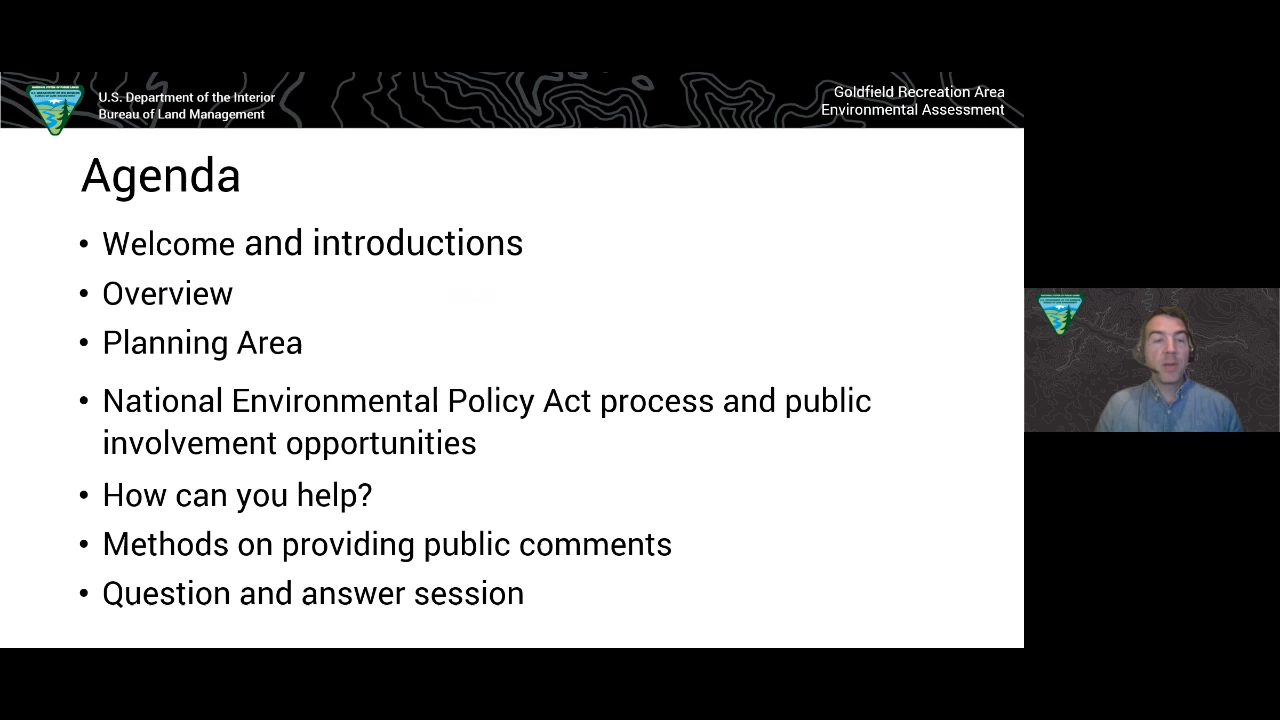 U.S. Department of the Interior
Bureau of Land Management
Goldfield Recreation Area
Environmental Assessment
Agenda
• Welcome and introductions
• Overview
• Planning Area
• National Environmental Policy Act process and public
involvement opportunities
• How can you help?
• Methods on providing public comments
• Question and answer session